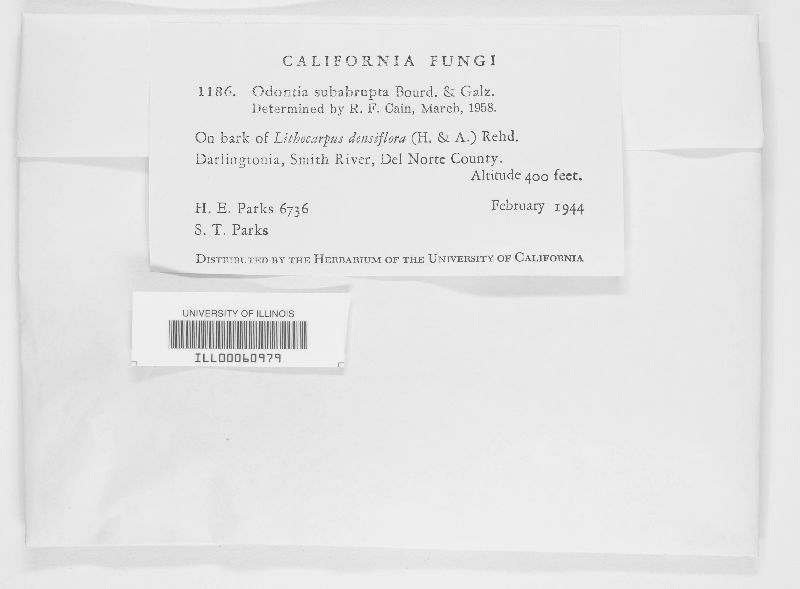 CALIFORNIA FUNGI
1186. Odontia subabrupta Bourd. & Galz.
Determined by R. F. Cain, March, 1958.
On bark of Lithocarpus densiflora (H. & A.) Rehd.
Darlingtonia, Smith River, Del Norte County.
Altitude 400 feet.
H. E. Parks 6736 February 1944
S. T. Parks
DISTRIBUTED BY THE HERBARIUM OF THE UNIVERSITY OF CALIFORNIA
UNIVERSITY OF ILLINOIS
ILL00060979